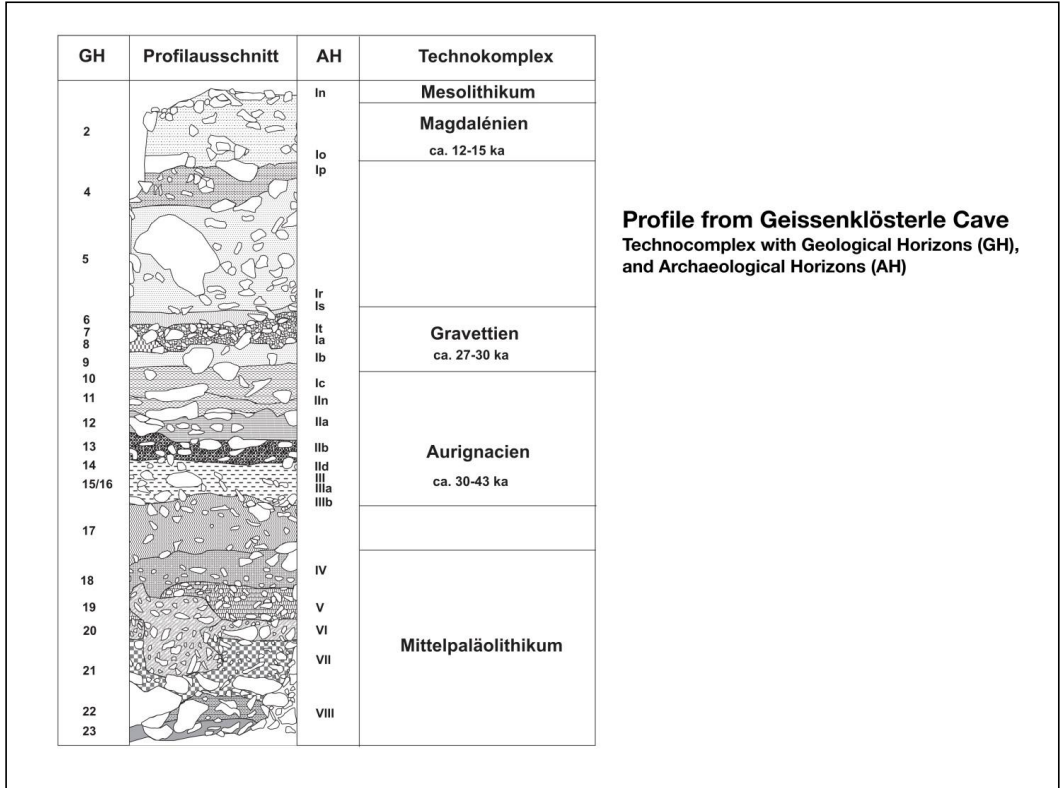 GH Profilausschnitt AH Technokomplex
In Mesolithikum
2 Magdalénien
Io ca. 12-15 ka
Ip
4
5
Ir
Is
6
7 It Gravettien
8 Ia
9 Ib ca. 27-30 ka
10
Ic
11 IIn
12 IIa
13 IIb Aurignacien
14 IId
III
15/16 IIIa ca. 30-43 ka
IIIb
17
IV
18
19 V
20 VI
Mittelpaläolithikum
VII
21
22 VIII
23
Profile from Geissenklösterle Cave
Technocomplex with Geological Horizons (GH),
and Archaeological Horizons (AH)